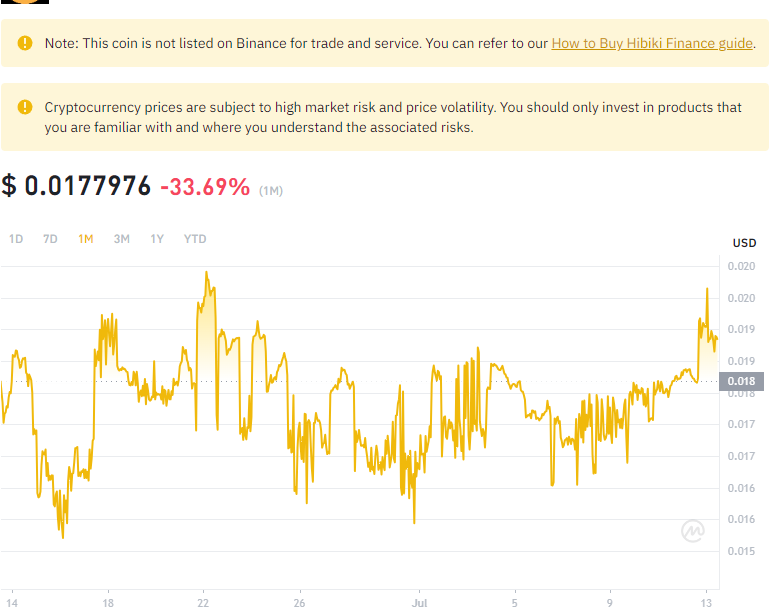 Note: This coin is not listed on Binance for trade and service. You can refer to our How to Buy Hibiki Finance guide.
Cryptocurrency prices are subject to high market risk and price volatility. You should only invest in products that
you are familiar with and where you understand the associated risks.
$ 0.0177976 -33.69% (1M)
1D 7D 1M 3M 1Y YTD
USD
0.020
0.020
0.019
0.019
0.018
0.018
0.017
0.017
0.016
0.016
0.015
14 18 22 26 Jul 5 9 13